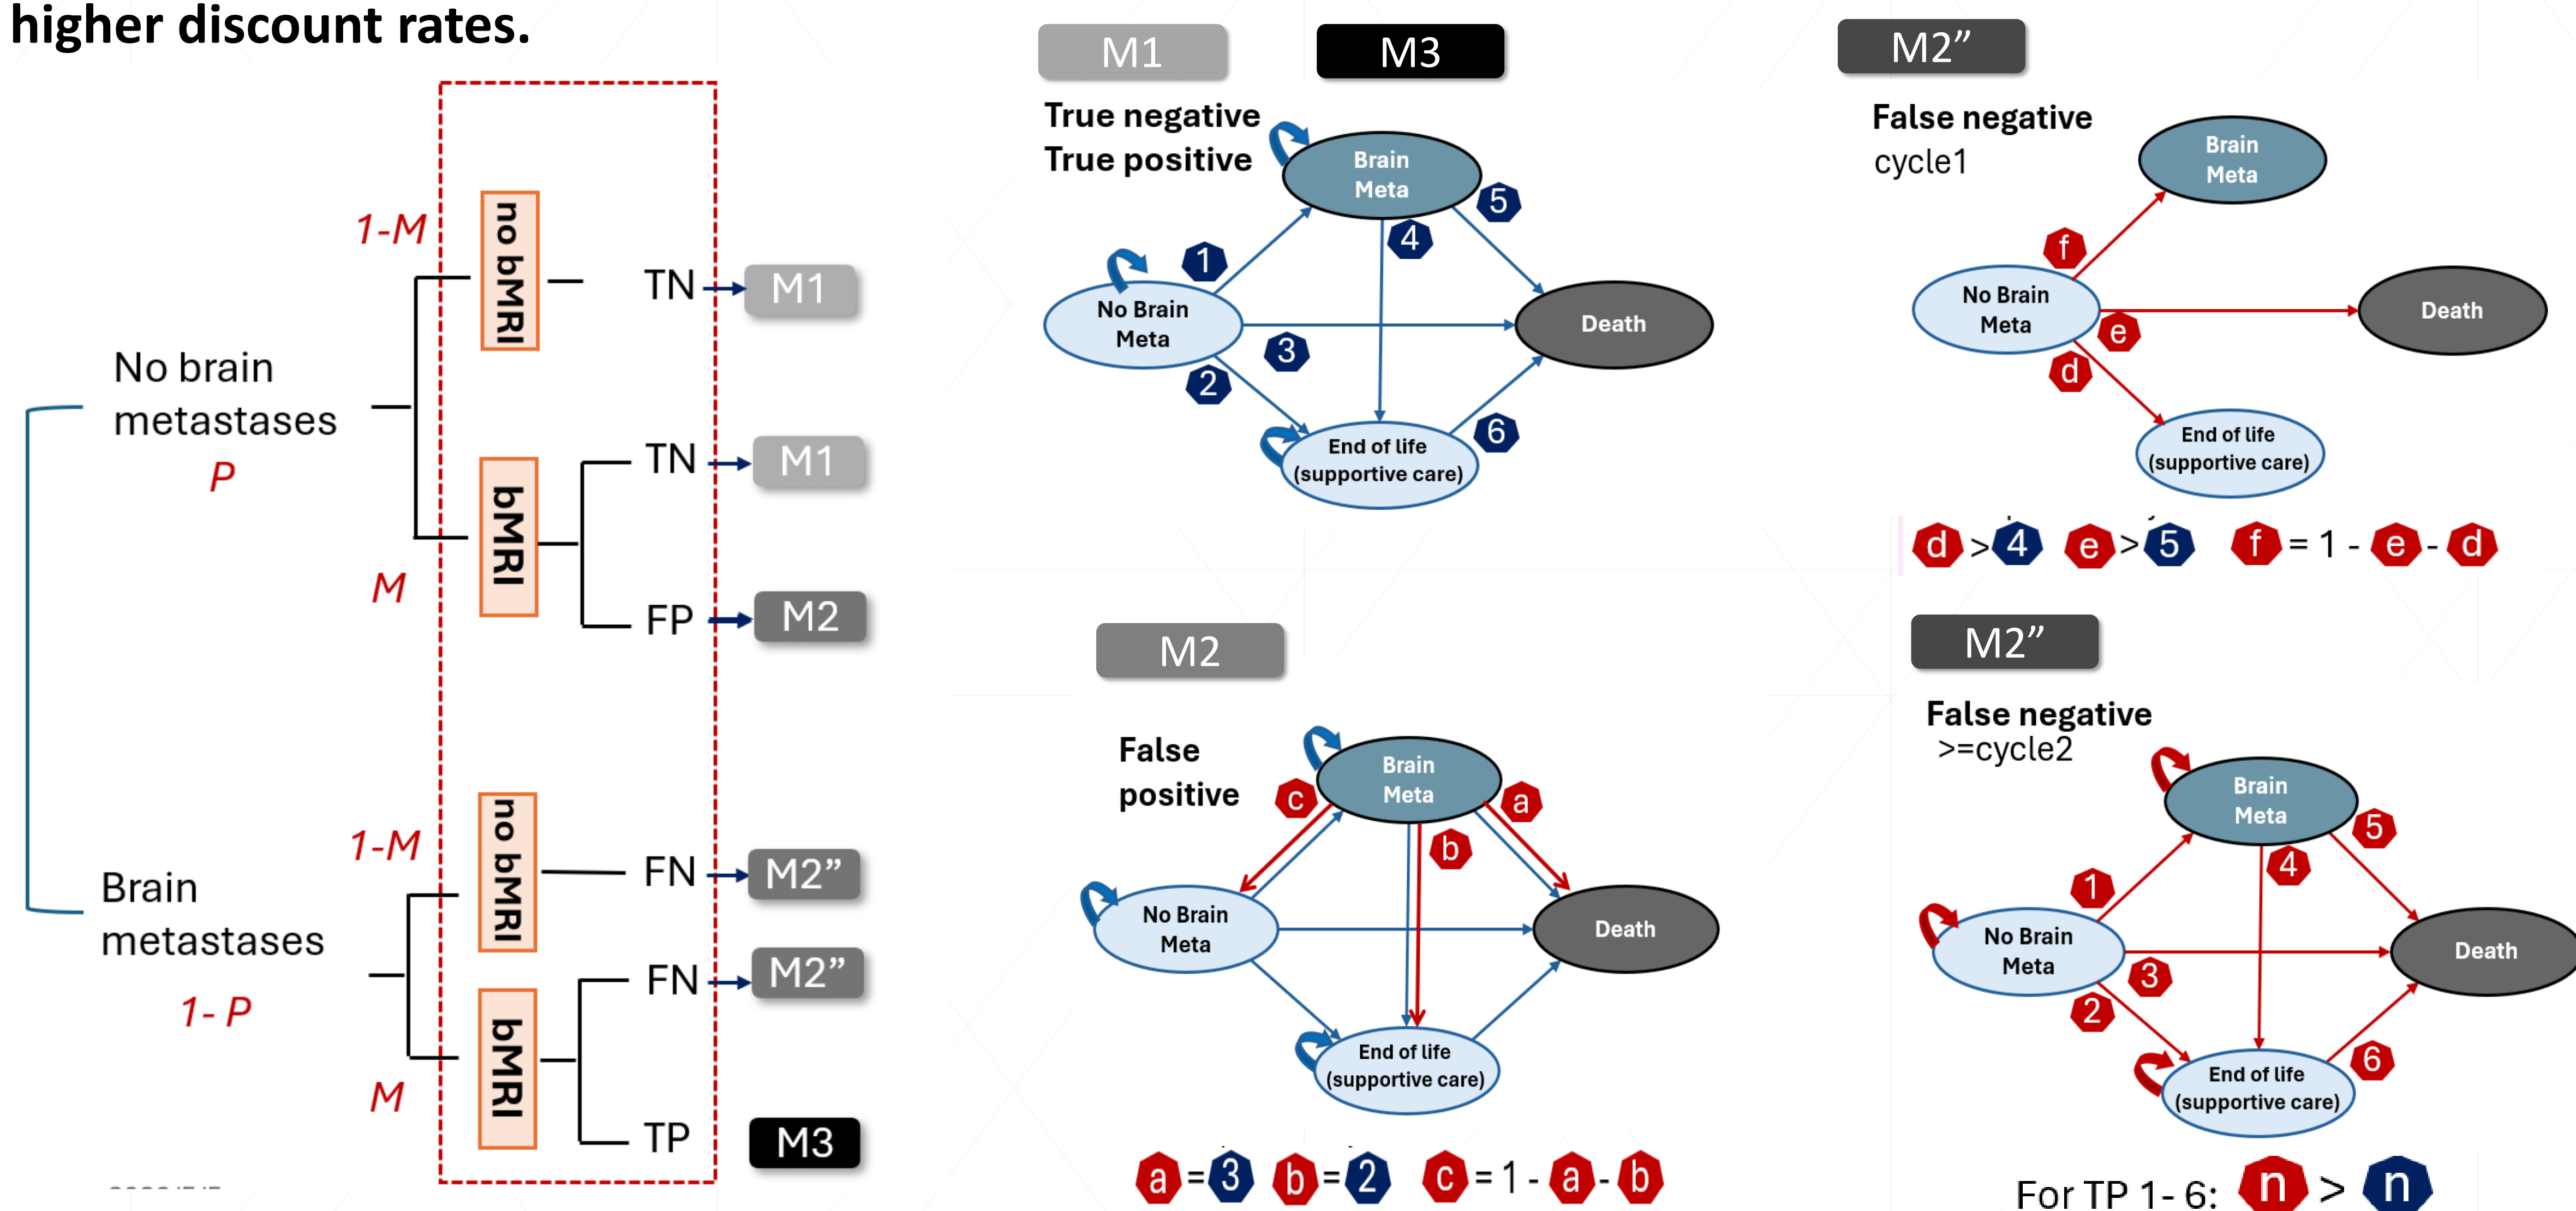 higher discount rates.
No brain
metastases
P
1-M
no bMRI
TN
M1
M
bMRI
TN
M1
FP
M2
Brain
metastases
1- P
1-M
no bMRI
FN
M2”
M
bMRI
FN
M2”
TP
M3
M1
M3
True negative
True positive
Brain
Meta
5
4
1
No Brain
Meta
Death
3
2
6
End of life
(supportive care)
M2
False
positive
Brain
Meta
c
a
b
No Brain
Meta
Death
End of life
(supportive care)
a = 3 b = 2 c = 1 - a - b
M2”
False negative
cycle1
Brain
Meta
f
No Brain
Meta
Death
e
d
End of life
(supportive care)
d > 4 e > 5 f = 1 - e - d
M2”
False negative
>=cycle2
Brain
Meta
5
4
1
No Brain
Meta
Death
3
2
6
End of life
(supportive care)
For TP 1- 6: n > n